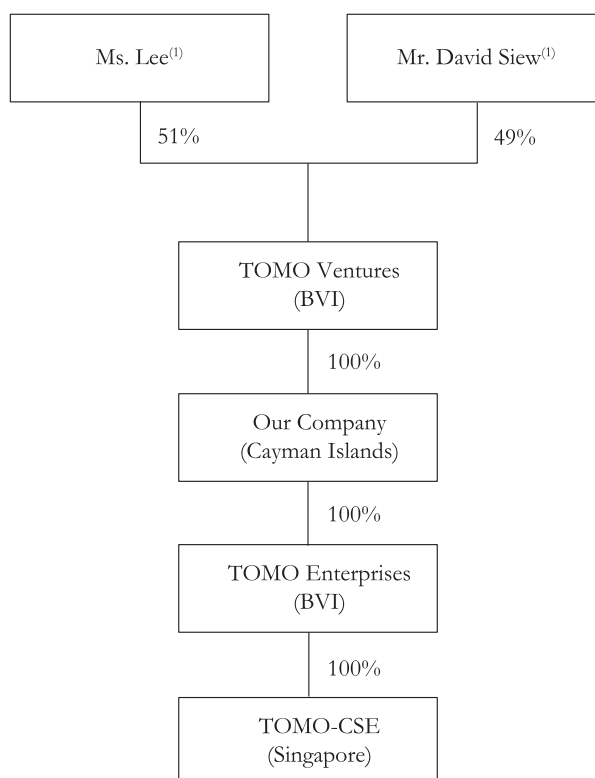 Ms. Lee(1)
Mr. David Siew(1)
51%
49%
TOMO Ventures
(BVI)
100%
Our Company
(Cayman Islands)
100%
TOMO Enterprises
(BVI)
100%
TOMO-CSE
(Singapore)